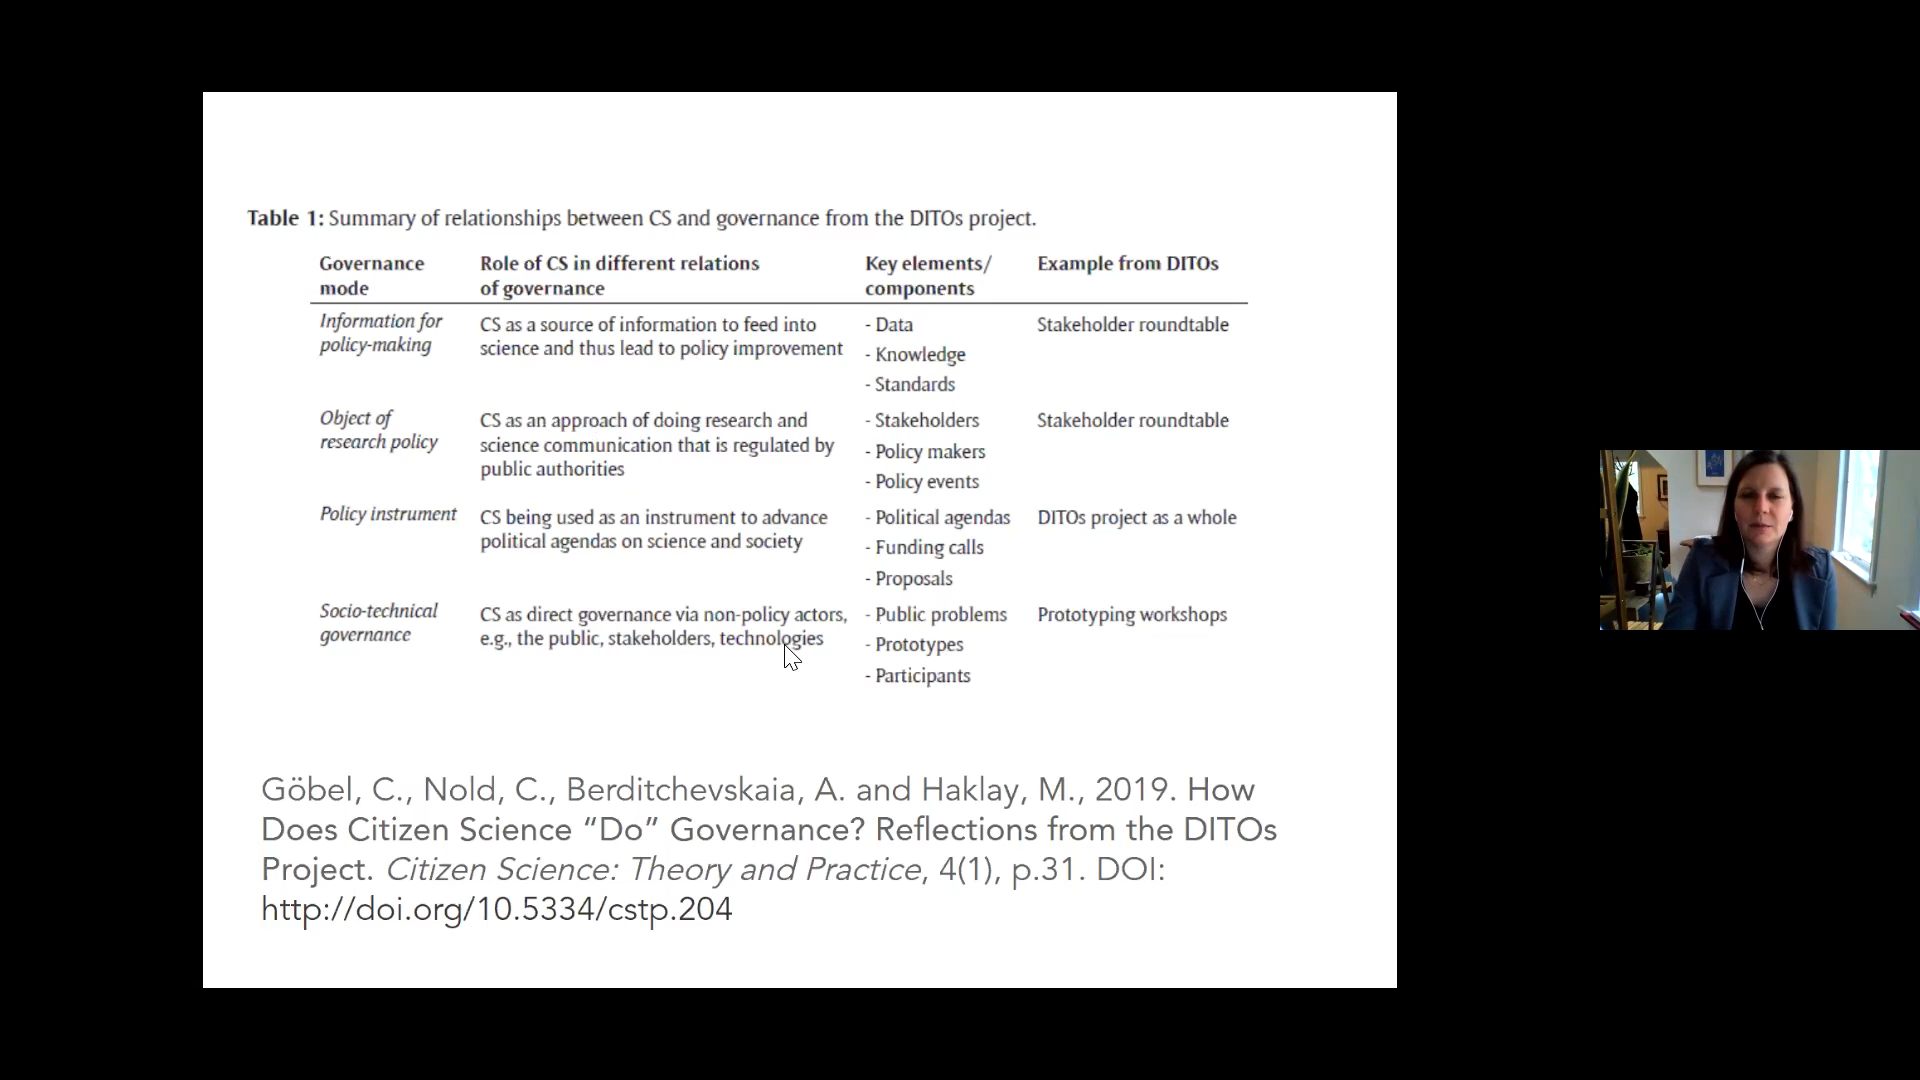 Table 1: Summary of relationships between CS and governance from the DITOs project.
Governance mode
Role of CS in different relations of governance
Key elements/ components
Example from DITOs
Information for policy-making
CS as a source of information to feed into science and thus lead to policy improvement
- Data
- Knowledge
- Standards
Stakeholder roundtable
Object of research policy
CS as an approach of doing research and science communication that is regulated by public authorities
- Stakeholders
- Policy makers
- Policy events
Stakeholder roundtable
Policy instrument
CS being used as an instrument to advance political agendas on science and society
- Political agendas
- Funding calls
- Proposals
DITOs project as a whole
Socio-technical governance
CS as direct governance via non-policy actors, e.g., the public, stakeholders, technologies
- Public problems
- Prototypes
- Participants
Prototyping workshops
Göbel, C., Nold, C., Berditchevskaia, A. and Haklay, M., 2019. How
Does Citizen Science “Do” Governance? Reflections from the DITOs
Project. Citizen Science: Theory and Practice, 4(1), p.31. DOI:
http://doi.org/10.5334/cstp.204